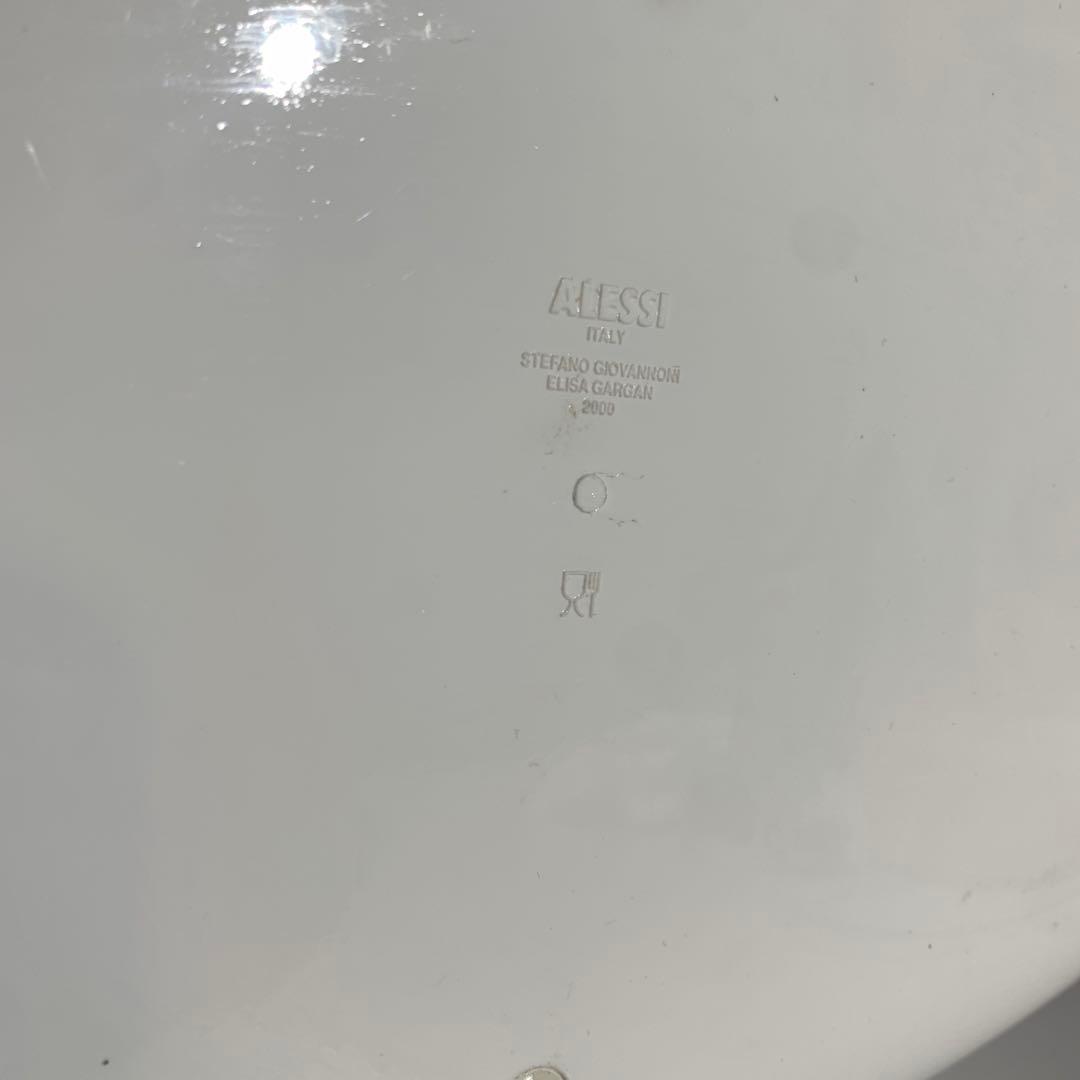 ALESSI
ITALY
STEFANO GIOVANNONI
ELISA GARGAN
2000